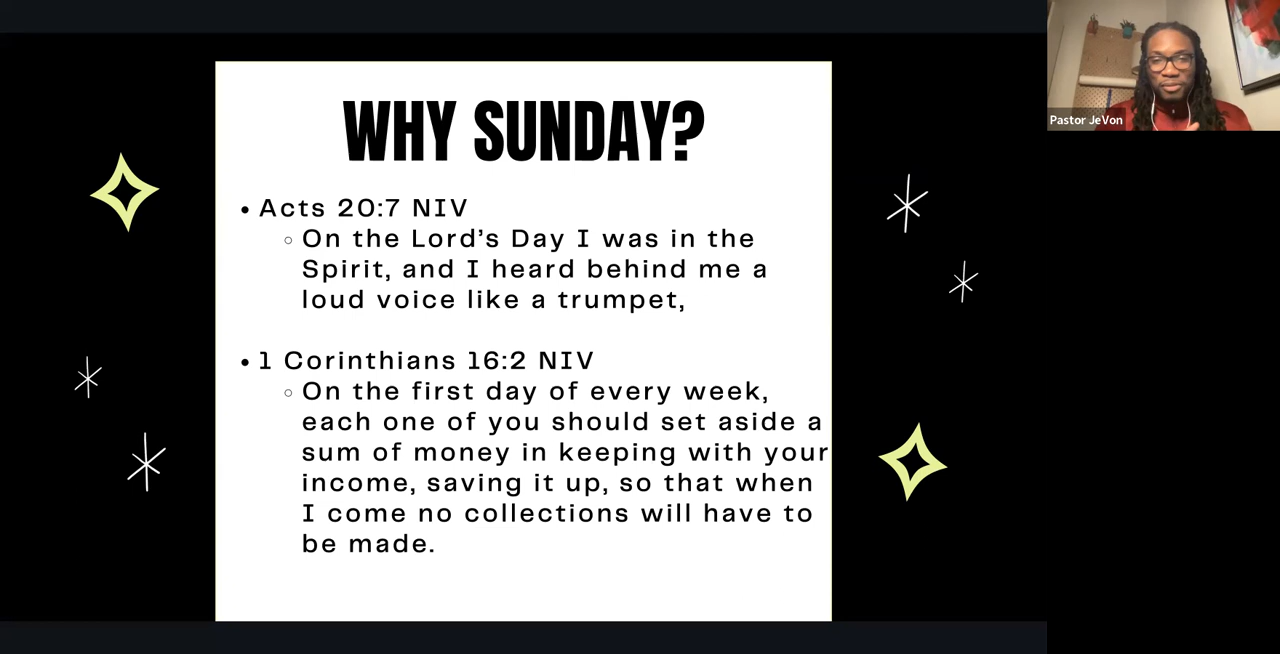 WHY SUNDAY?
• Acts 20:7 NIV
◦ On the Lord's Day I was in the
Spirit, and I heard behind me a
loud voice like a trumpet,
• 1 Corinthians 16:2 NIV
◦ On the first day of every week,
each one of you should set aside a
sum of money in keeping with your
income, saving it up, so that when
I come no collections will have to
be made.
Pastor JeVon